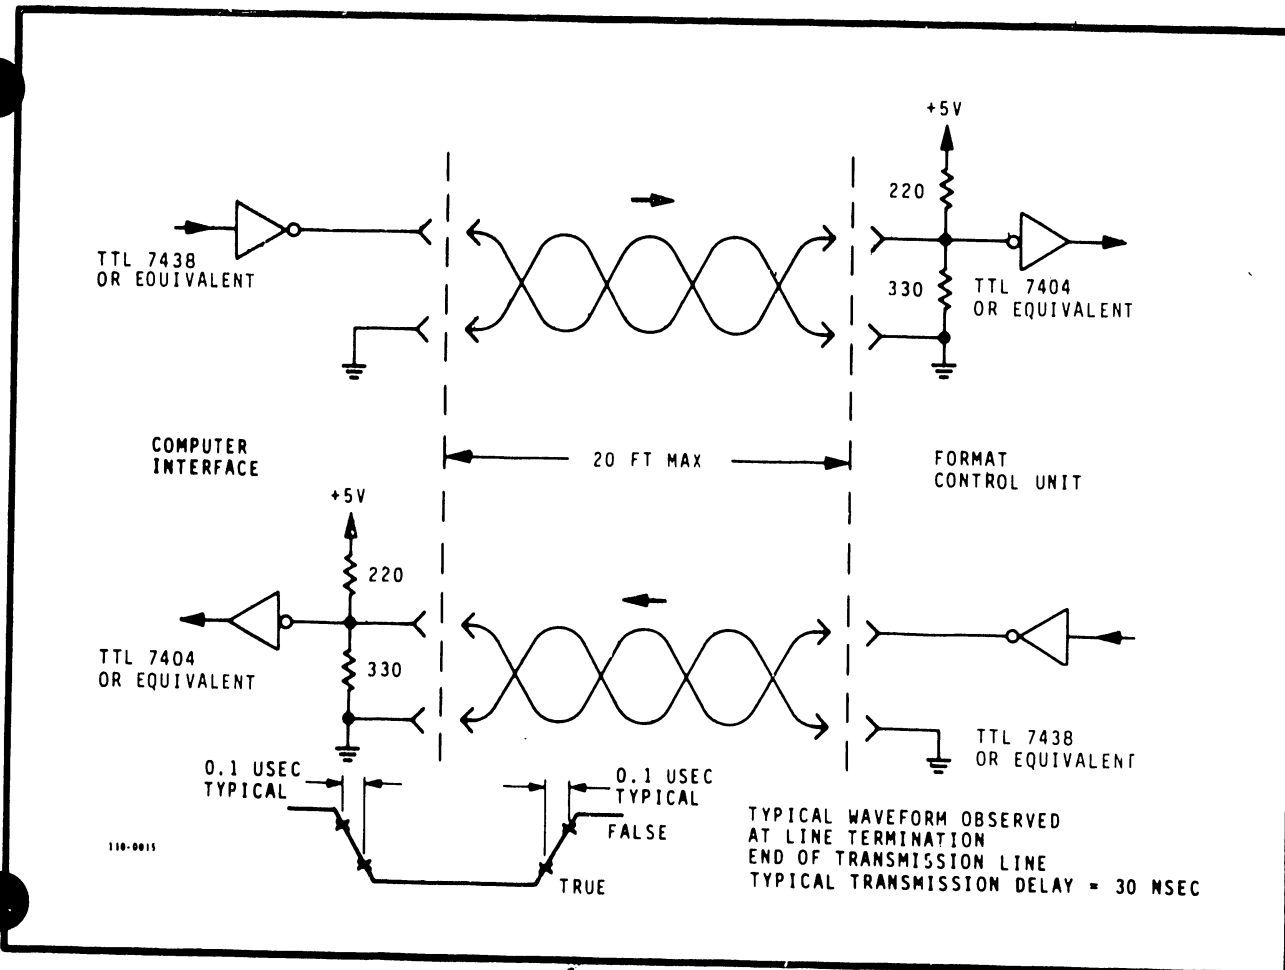 +5V
220
TTL 7438
OR EQUIVALENT
330
TTL 7404
OR EQUIVALENT
COMPUTER
INTERFACE
20 FT MAX
FORMAT
CONTROL UNIT
+5V
220
TTL 7404
OR EQUIVALENT
330
TTL 7438
OR EQUIVALENT
0.1 USEC
TYPICAL
0.1 USEC
TYPICAL
FALSE
TRUE
TYPICAL WAVEFORM OBSERVED
AT LINE TERMINATION
END OF TRANSMISSION LINE
TYPICAL TRANSMISSION DELAY = 30 NSEC
110-0015